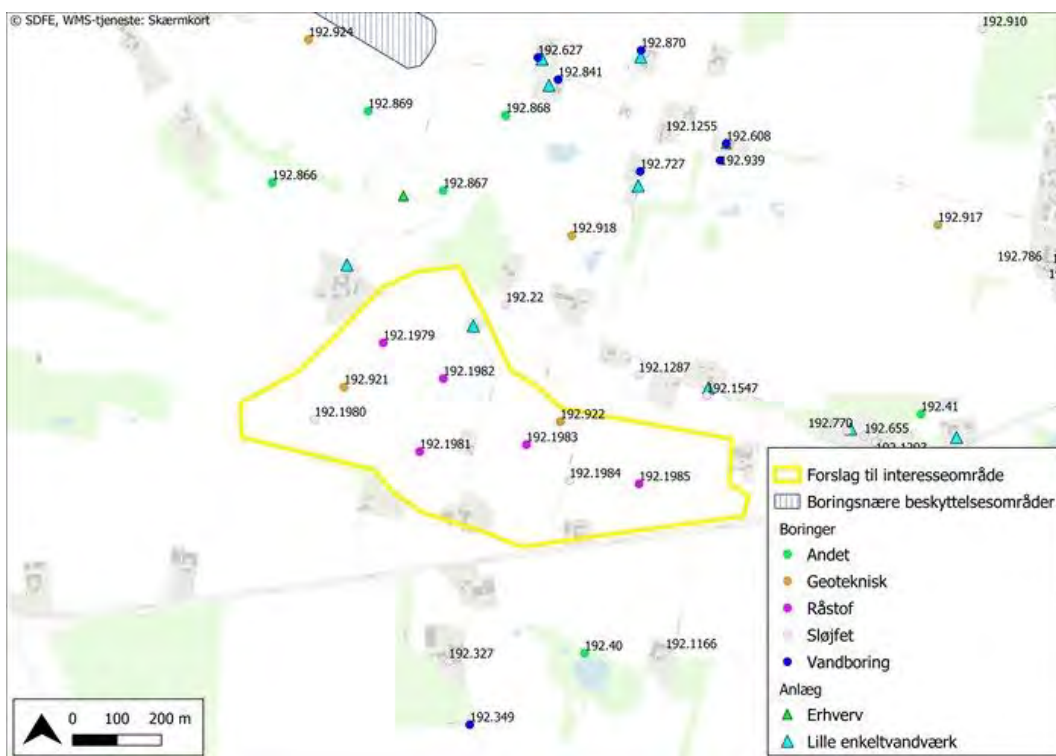 © SDFE, WMS-tjeneste: Skærmkort
192.910
192.924
192.627
192.870
192.841
192.869
192.868
192.1255
192.608
192.939
192.727
192.866
192.867
192.917
192.918
192.786
192.22
192.1979
192.1982
192.1287
192.921
192.1547
192.1980
192.922
192.41
192.770
192.655
192.1981
192.1983
192.1984
192.1985
192.327
192.40
192.1166
192.349
Forslag til interesseområde
Boringsnære beskyttelsesområder
Boringer
Andet
Geoteknisk
Råstof
Sløjfet
Vandboring
Anlæg
Erhverv
Lille enkeltvandværk
0 100 200 m